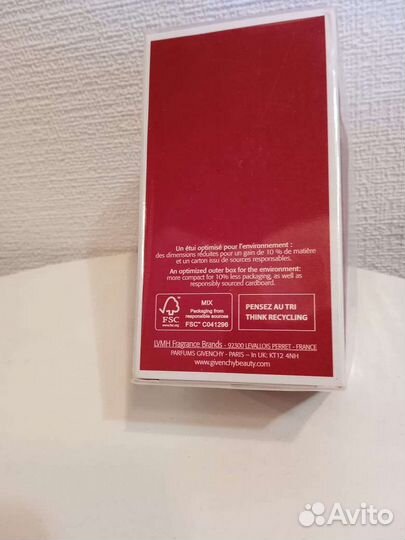 Un étui optimisé pour l'environnement :
des dimensions réduites pour un gain de 10 % de matière
et un carton issu de sources responsables.
An optimized outer box for the environment:
more compact for 10% less packaging, as well as
responsibly sourced cardboard.
FSC
www.fsc.org
MIX
Packaging from
responsible sources
FSC™ C041296
PENSEZ AU TRI
THINK RECYCLING
LVMH Fragrance Brands - 92300 LEVALLOIS PERRET - FRANCE
PARFUMS GIVENCHY - PARIS – In UK: KT12 4NH
www.givenchybeauty.com
Avito